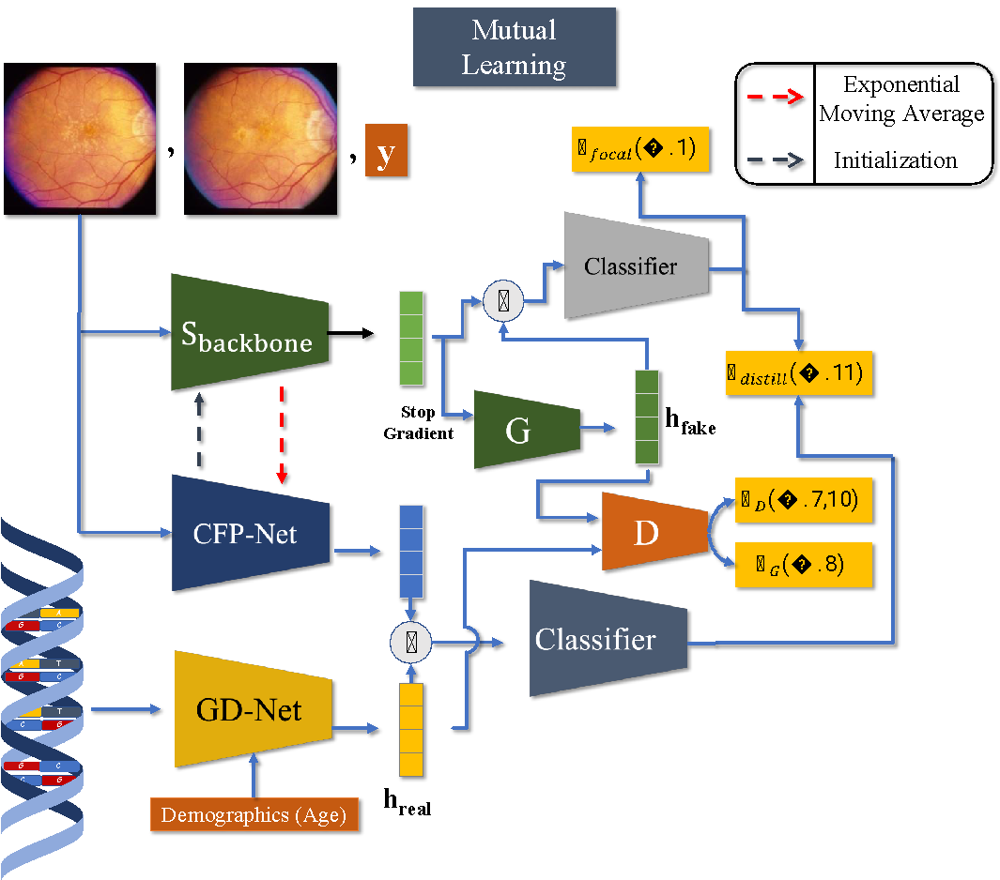 Mutual
Learning
Exponential
Moving Average
Initialization
, , y
focal(�.1)
Classifier
Sbackbone
distill(�.11)
Stop
Gradient
G
hfake
CFP-Net
D
D(�.7,10)
G(�.8)
Classifier
GD-Net
hreal
Demographics (Age)
A
G C
A T
G C
T
C G
G C
C G